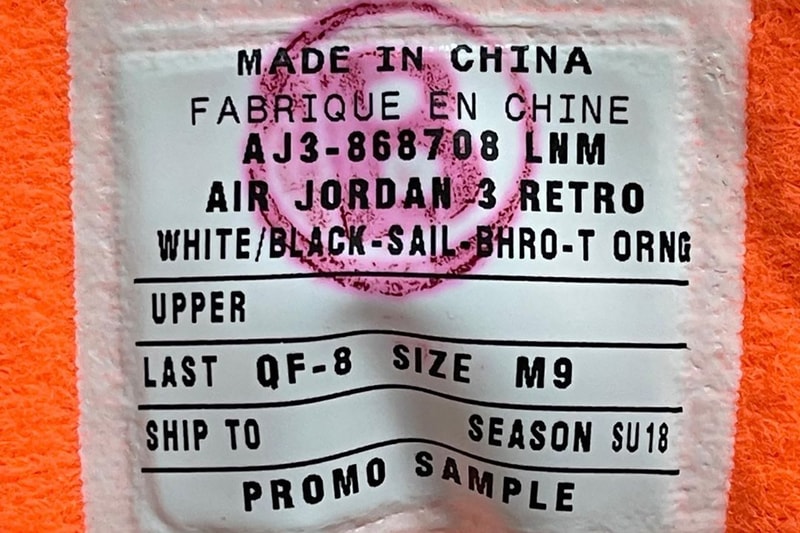 MADE IN CHINA
FABRIQUE EN CHINE
AJ3-868708 LNM
AIR JORDAN 3 RETRO
WHITE/BLACK-SAIL-BHRO-T ORNG
UPPER
LAST QF-8 SIZE M9
SHIP TO SEASON SU18
PROMO SAMPLE